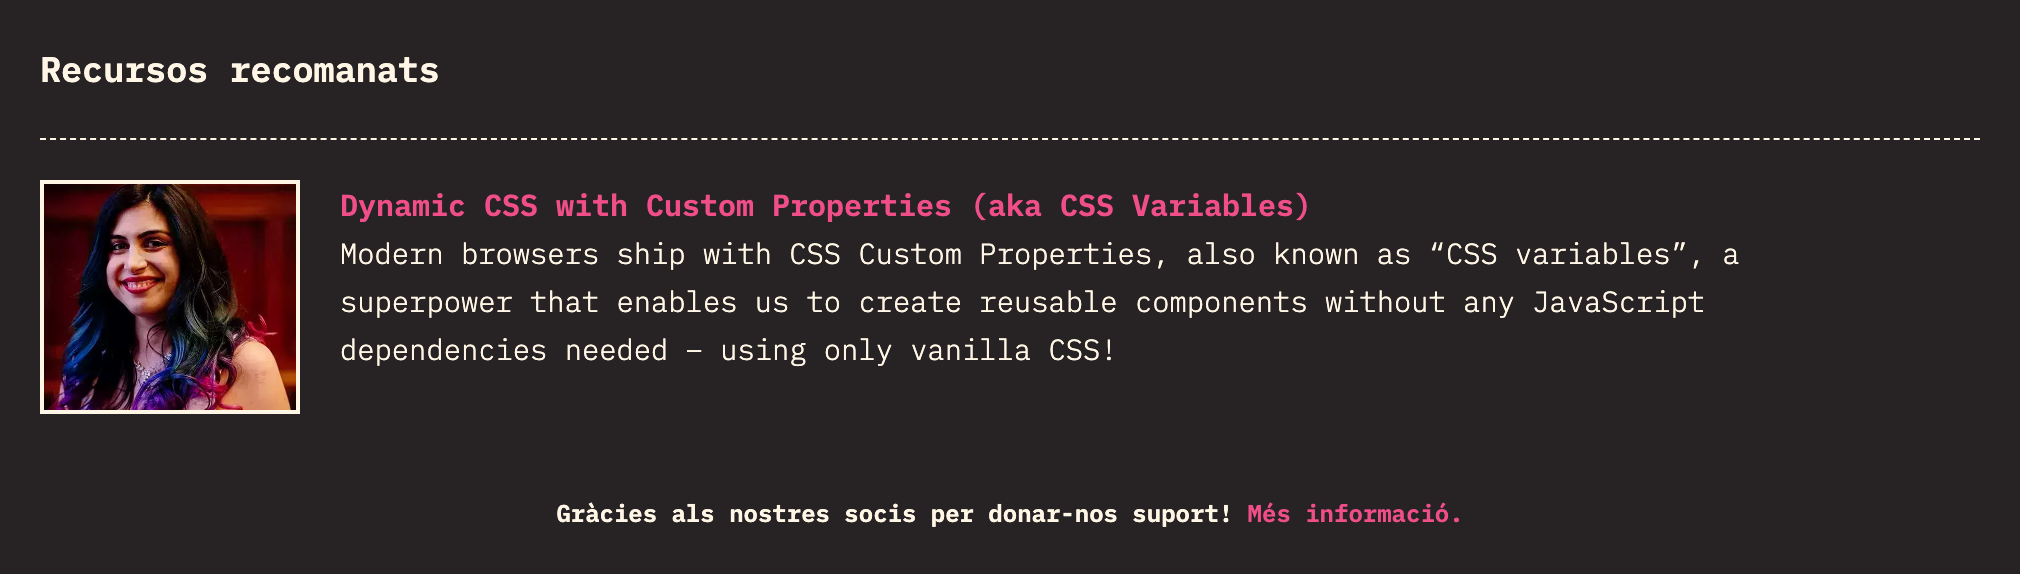 Recursos recomanats
Dynamic CSS with Custom Properties (aka CSS Variables)
Modern browsers ship with CSS Custom Properties, also known as “CSS variables”, a
superpower that enables us to create reusable components without any JavaScript
dependencies needed – using only vanilla CSS!
Gràcies als nostres socis per donar-nos suport! Més informació.